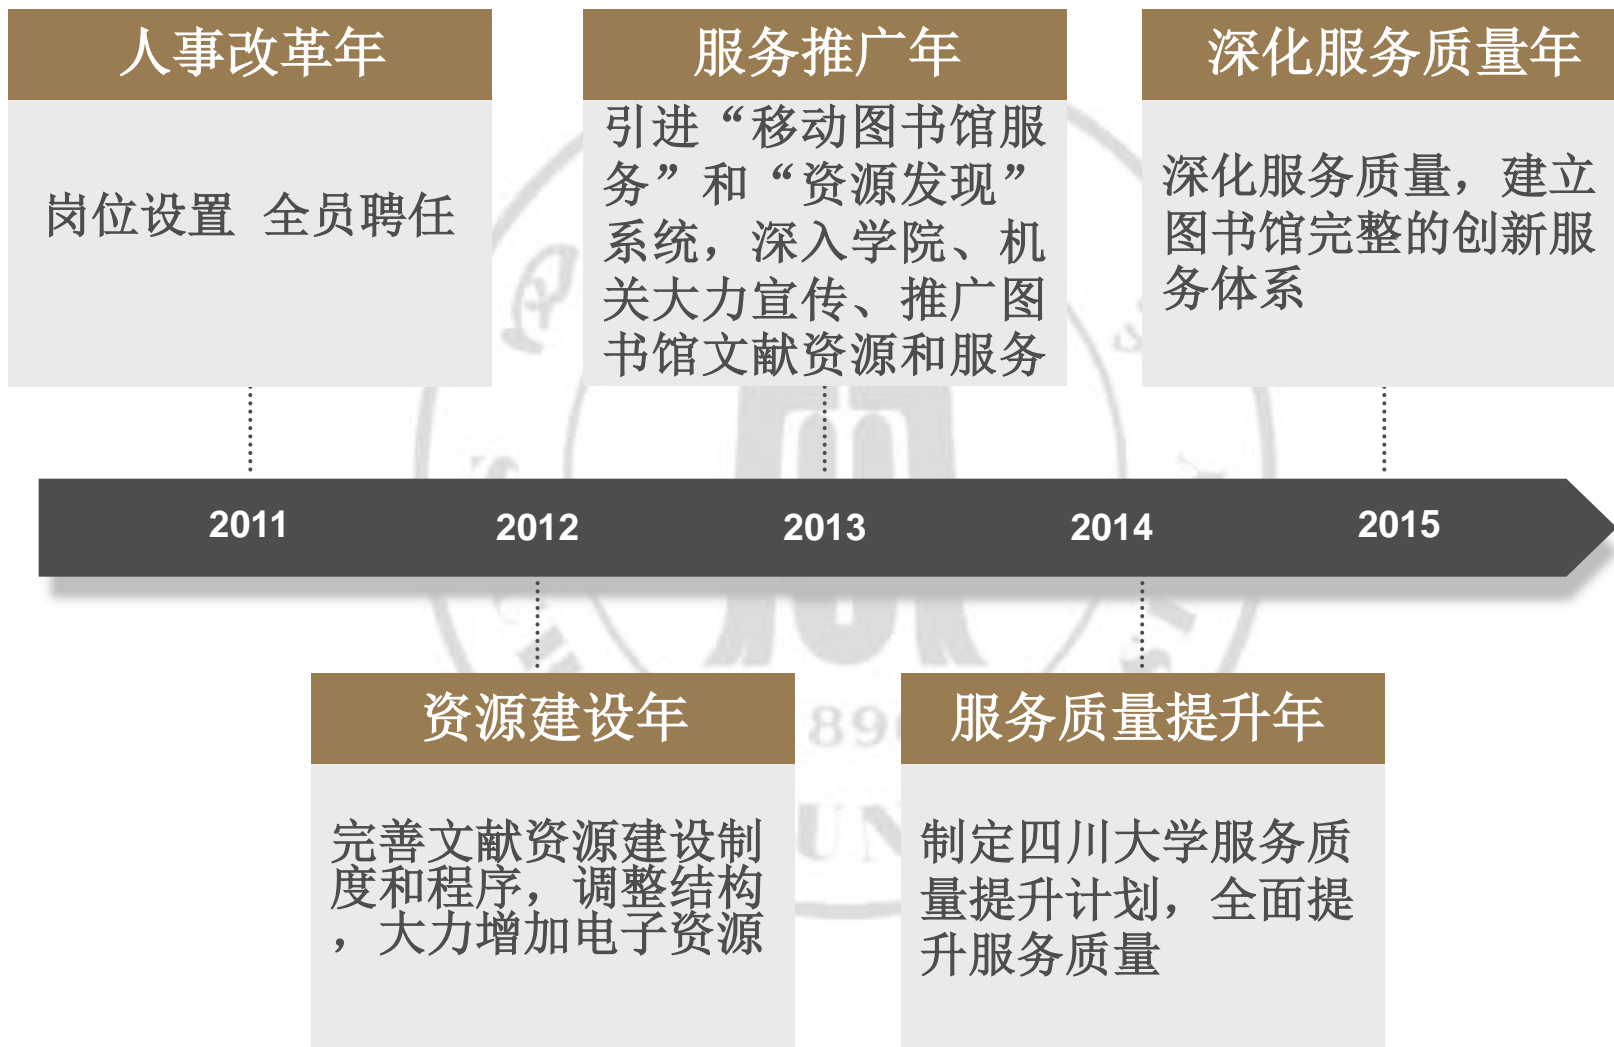 人事改革年
岗位设置 全员聘任
服务推广年
引进“移动图书馆服
务”和“资源发现”
系统，深入学院、机
关大力宣传、推广图
书馆文献资源和服务
深化服务质量年
深化服务质量，建立
图书馆完整的创新服
务体系
2011
2012
2013
2014
2015
资源建设年
完善文献资源建设制
度和程序，调整结构
，大力增加电子资源
服务质量提升年
制定四川大学服务质
量提升计划，全面提
升服务质量